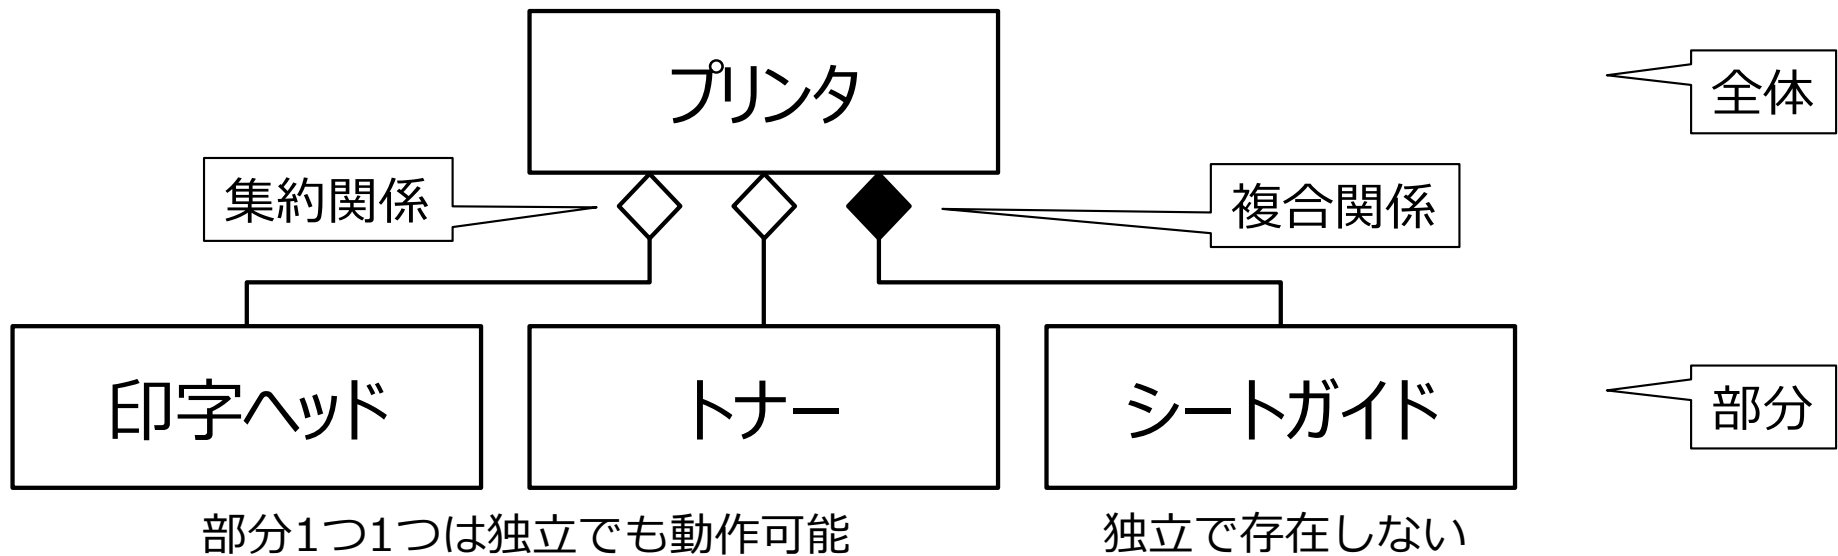 プリンタ
全体
集約関係
複合関係
印字ヘッド
トナー
シートガイド
部分
部分1つ1つは独立でも動作可能
独立で存在しない